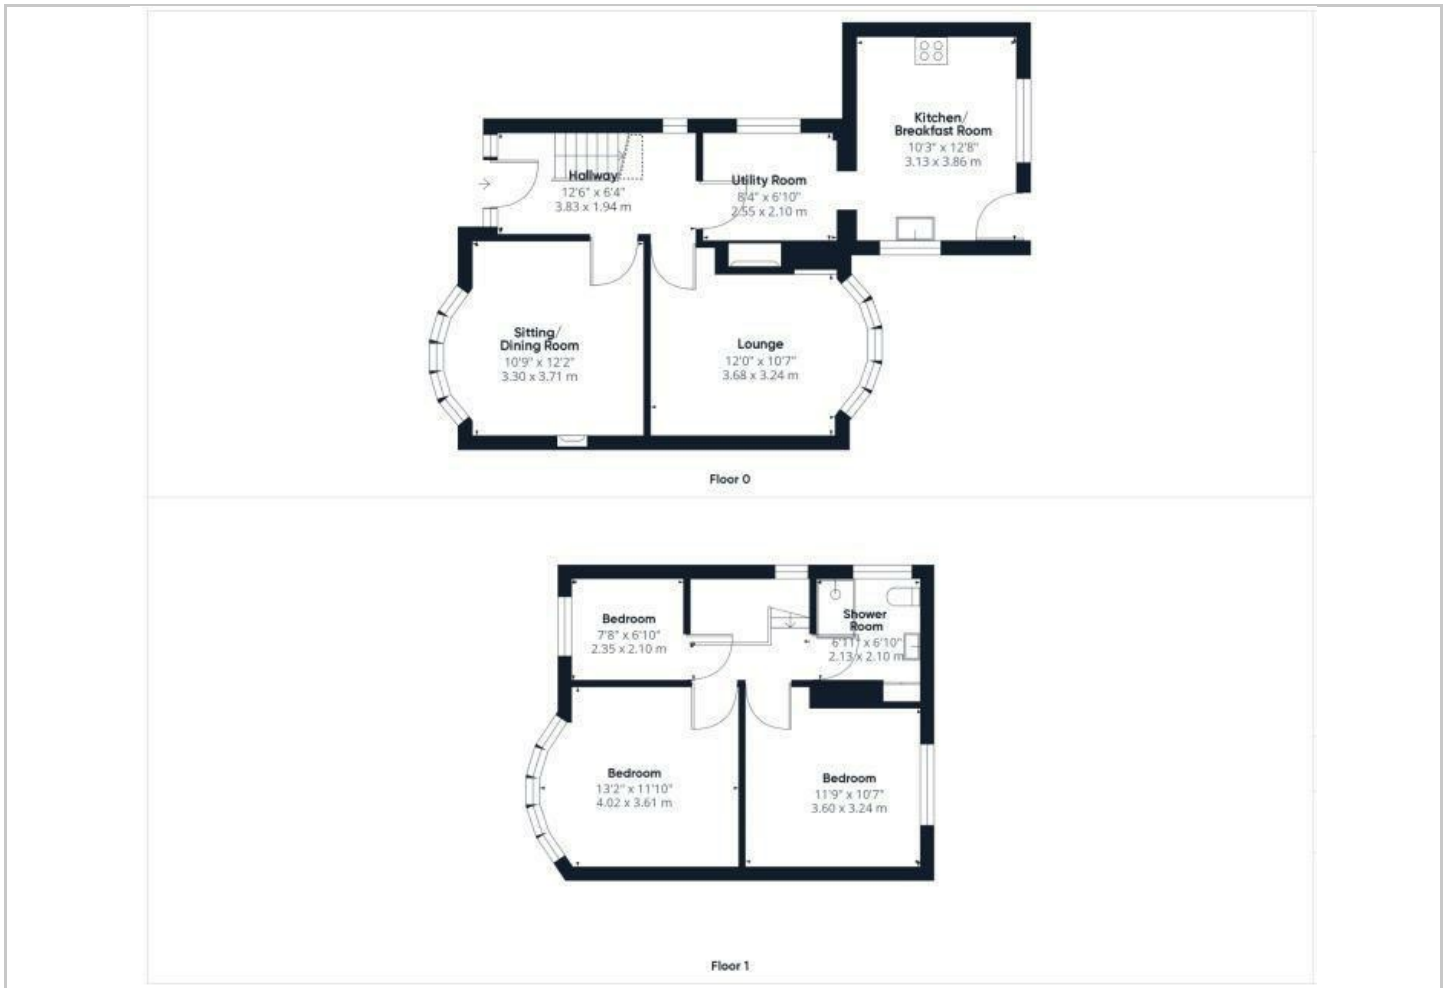 Kitchen/
Breakfast Room
10'3" x 12'8"
3.13 x 3.86 m
Hallway
12'6" x 6'4"
3.83 x 1.94 m
Utility Room
8'4" x 6'10"
2.55 x 2.10 m
Sitting/
Dining Room
10'9" x 12'2"
3.30 x 3.71 m
Lounge
12'0" x 10'7"
3.68 x 3.24 m
Floor 0
Bedroom
7'8" x 6'10"
2.35 x 2.10 m
Shower
Room
6'11" x 6'10"
2.13 x 2.10 m
Bedroom
13'2" x 11'10"
4.02 x 3.61 m
Bedroom
11'9" x 10'7"
3.60 x 3.24 m
Floor 1